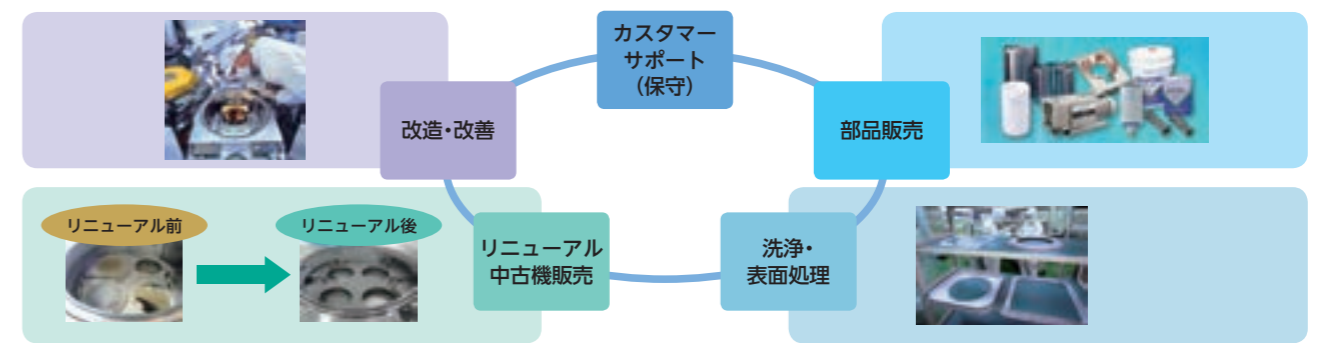 カスタマー
サポート
（保守）
改造・改善
部品販売
リニューアル前
リニューアル後
リニューアル
中古機販売
洗浄・
表面処理